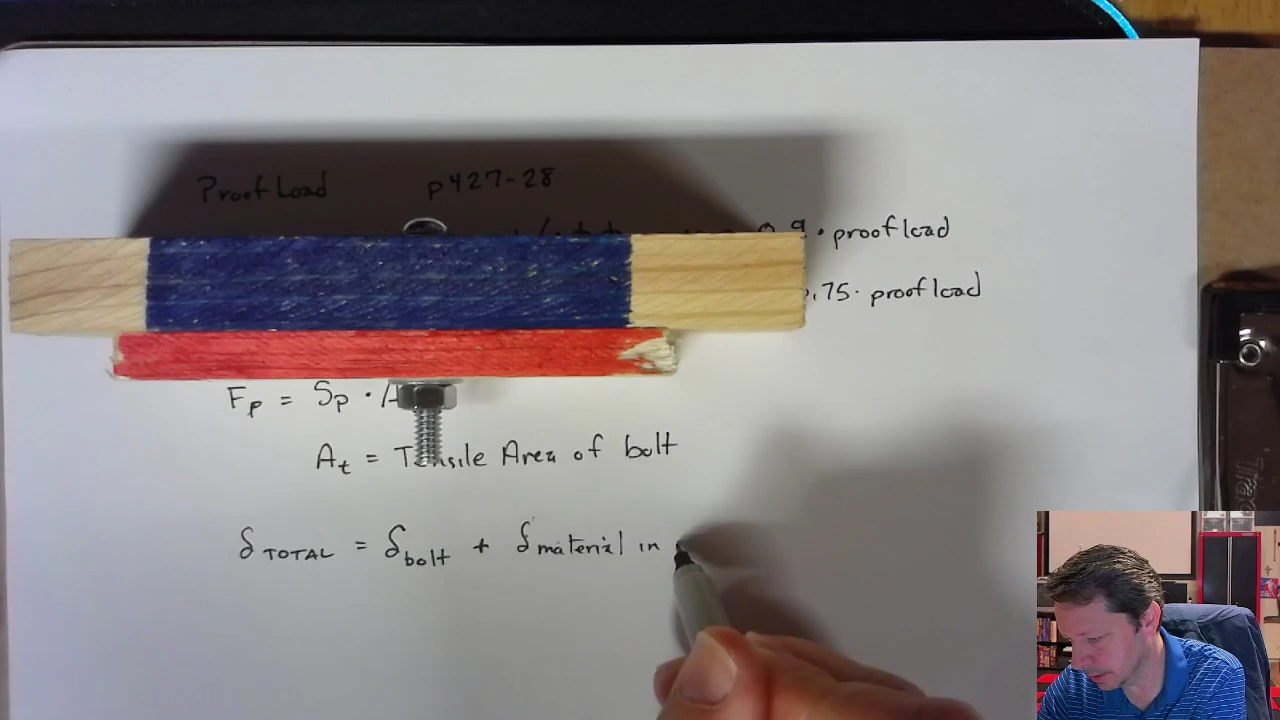 Proof Load p427-28
0.9 · proof load
.75 · proof load
Fp = Sp ·
At = Tensile Area of bolt
δTOTAL = δbolt + δmaterial in